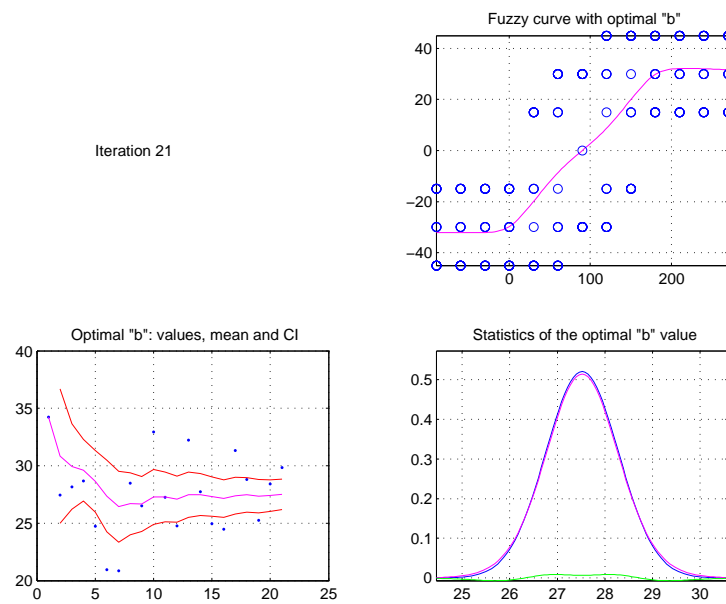 Fuzzy curve with optimal "b"
40
20
0
−20
−40
0 100 200
Iteration 21
Optimal "b": values, mean and CI
40
35
30
25
20
0 5 10 15 20 25
Statistics of the optimal "b" value
0.5
0.4
0.3
0.2
0.1
0
25 26 27 28 29 30